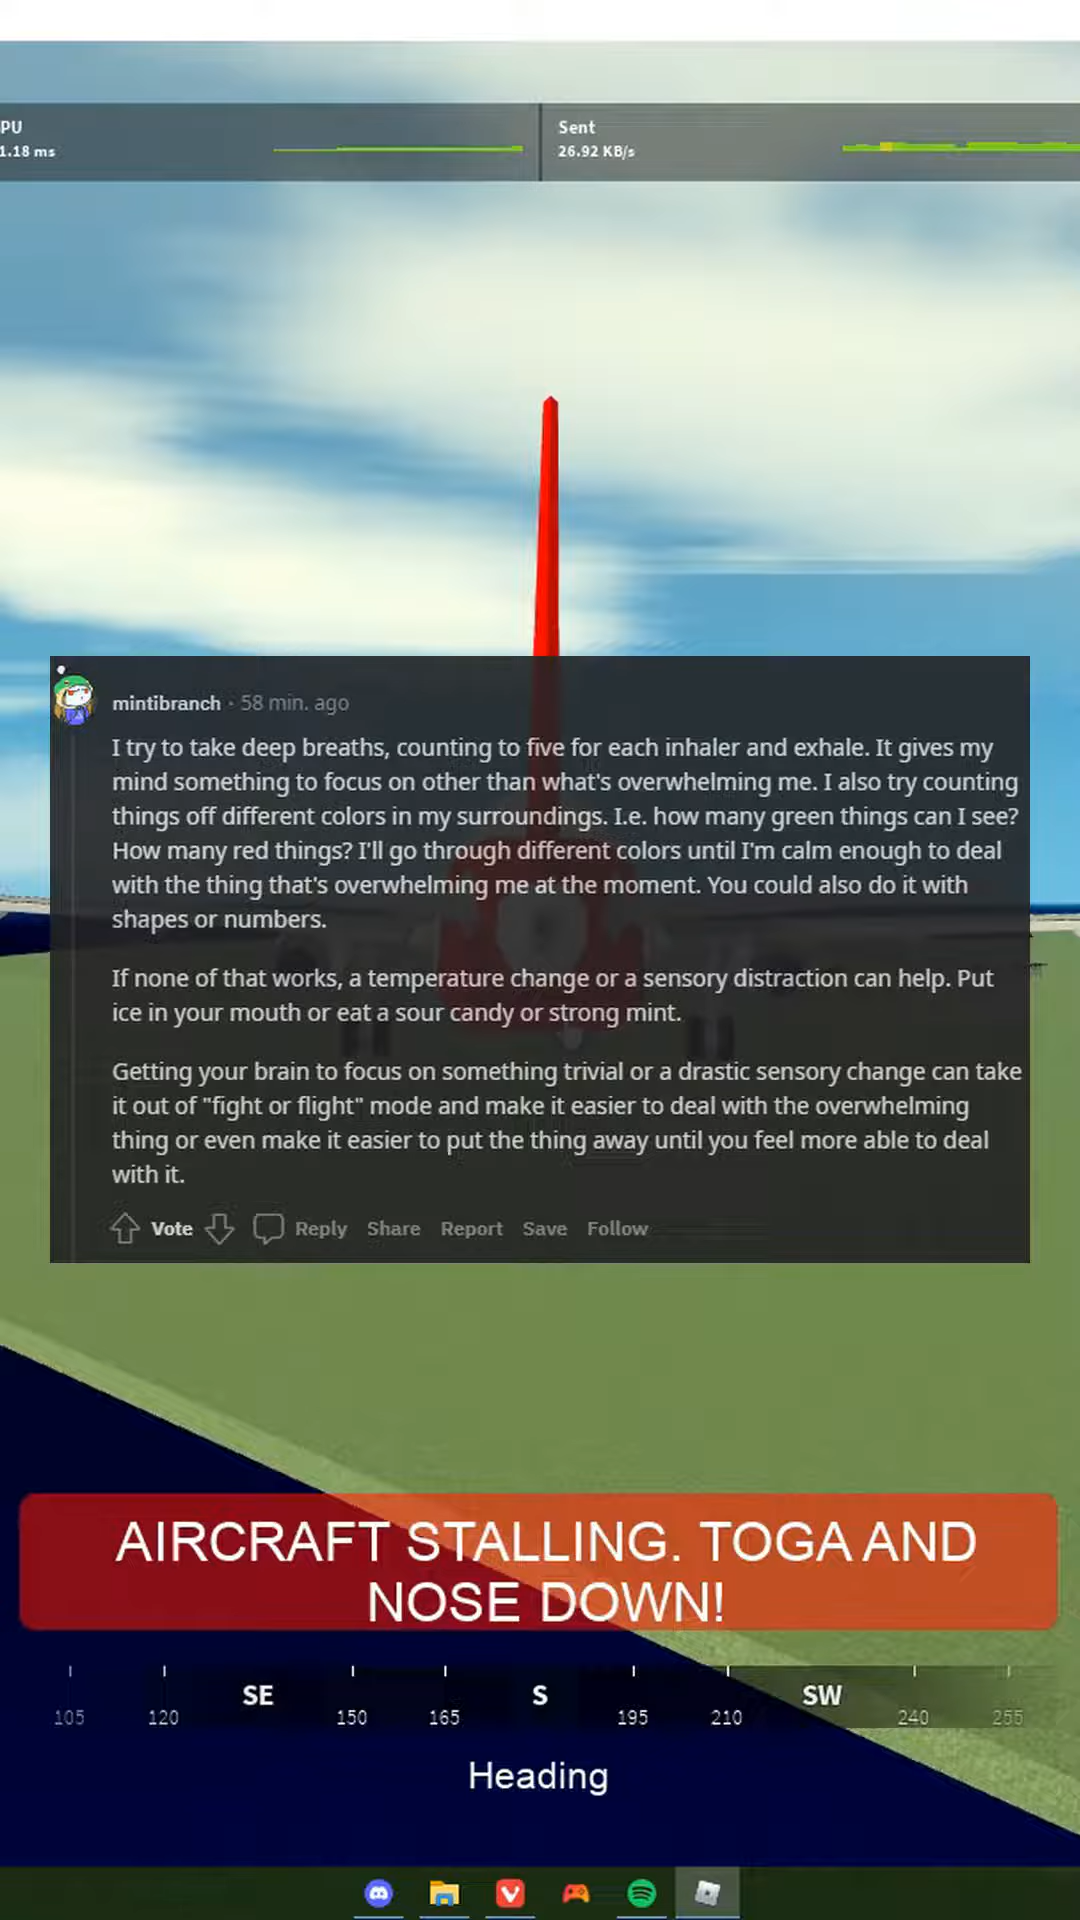 PU
1.18 ms
Sent
26.92 KB/s
mintibranch · 58 min. ago
I try to take deep breaths, counting to five for each inhaler and exhale. It gives my
mind something to focus on other than what's overwhelming me. I also try counting
things off different colors in my surroundings. I.e. how many green things can I see?
How many red things? I'll go through different colors until I'm calm enough to deal
with the thing that's overwhelming me at the moment. You could also do it with
shapes or numbers.
If none of that works, a temperature change or a sensory distraction can help. Put
ice in your mouth or eat a sour candy or strong mint.
Getting your brain to focus on something trivial or a drastic sensory change can take
it out of "fight or flight" mode and make it easier to deal with the overwhelming
thing or even make it easier to put the thing away until you feel more able to deal
with it.
Vote Reply Share Report Save Follow
AIRCRAFT STALLING. TOGA AND
NOSE DOWN!
SE S SW
105 120 150 165 195 210 240 255
Heading